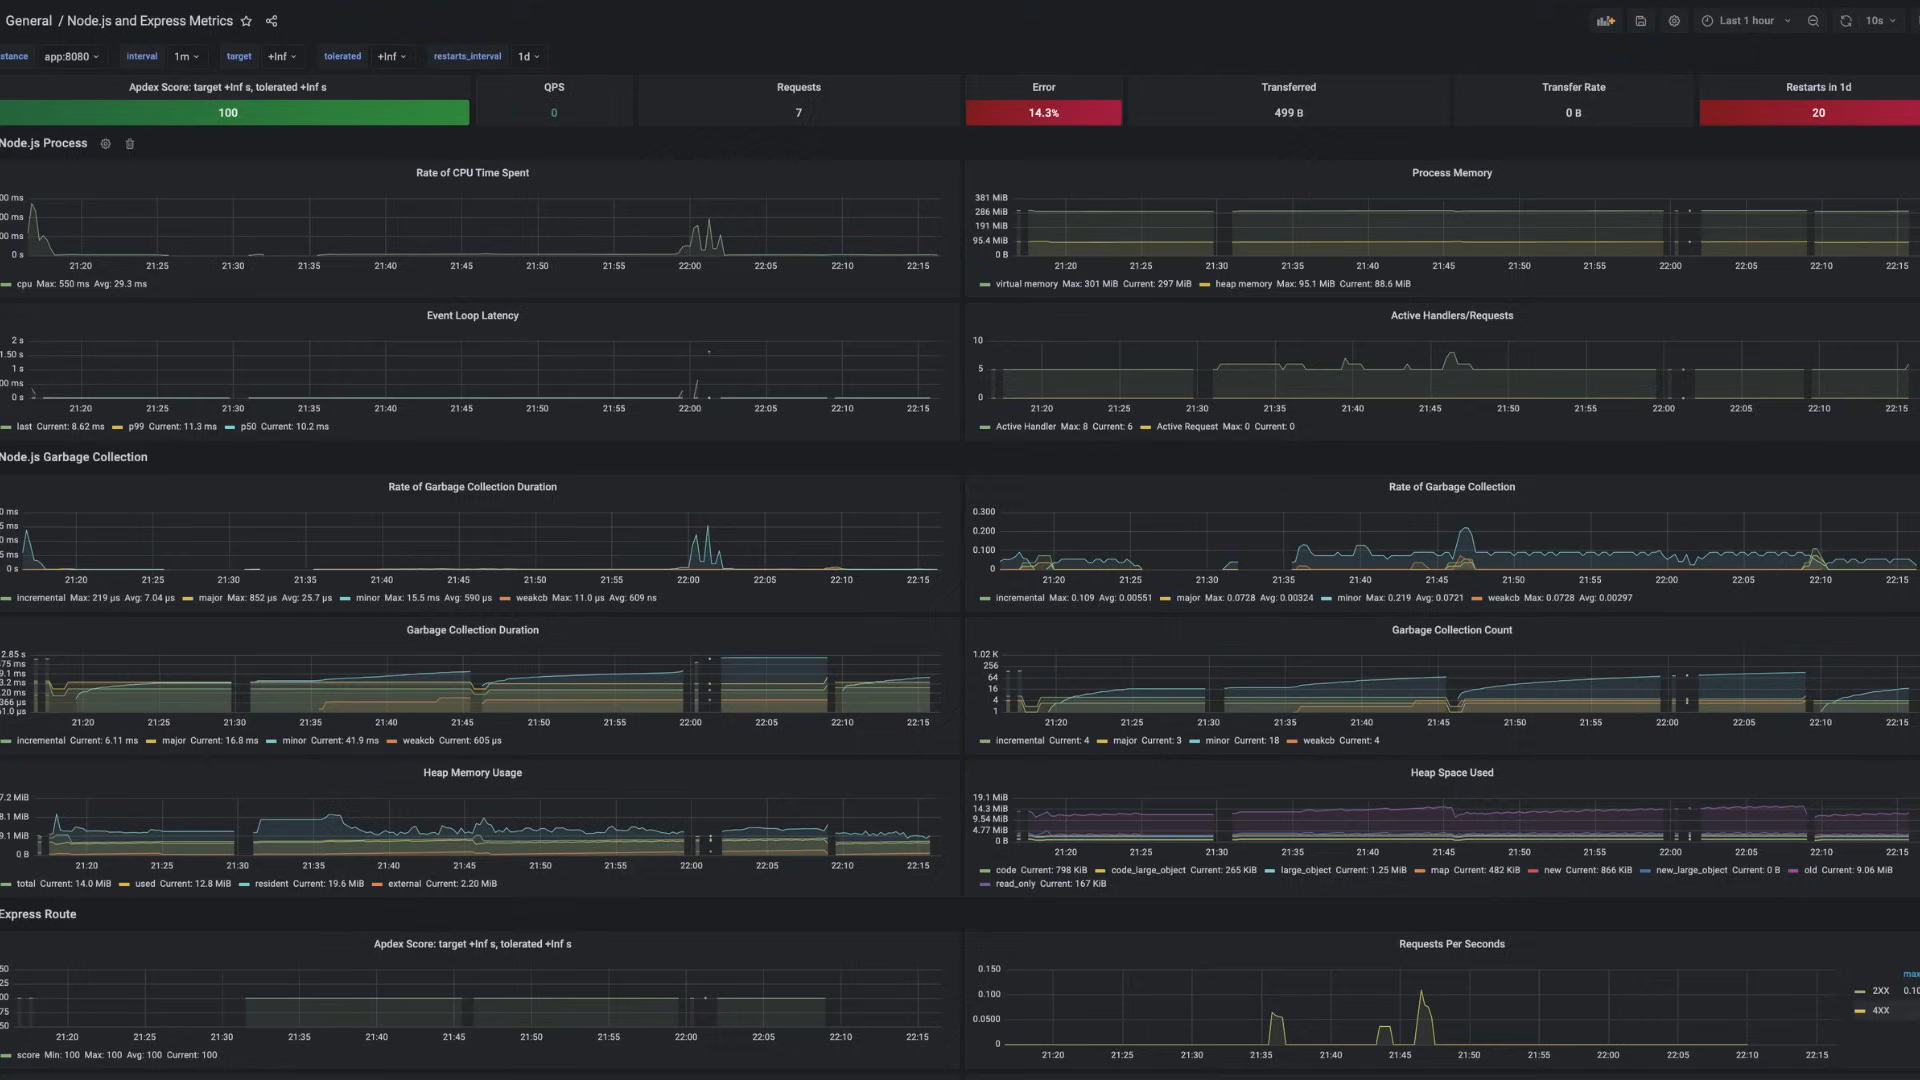 General / Node.js and Express Metrics
Last 1 hour
10s
stance app:8080 interval 1m target +Inf tolerated +Inf restarts_interval 1d
Apdex Score: target +Inf s, tolerated +Inf s
100
QPS
0
Requests
7
Error
14.3%
Transferred
499 B
Transfer Rate
0 B
Restarts in 1d
20
Node.js Process
Rate of CPU Time Spent
00 ms
00 ms
00 ms
0 s
21:20 21:25 21:30 21:35 21:40 21:45 21:50 21:55 22:00 22:05 22:10 22:15
cpu Max: 550 ms Avg: 29.3 ms
Process Memory
381 MiB
286 MiB
191 MiB
95.4 MiB
0 B
21:20 21:25 21:30 21:35 21:40 21:45 21:50 21:55 22:00 22:05 22:10 22:15
virtual memory Max: 301 MiB Current: 297 MiB heap memory Max: 95.1 MiB Current: 88.6 MiB
Event Loop Latency
2 s
1.50 s
1 s
00 ms
0 s
21:20 21:25 21:30 21:35 21:40 21:45 21:50 21:55 22:00 22:05 22:10 22:15
last Current: 8.62 ms p99 Current: 11.3 ms p50 Current: 10.2 ms
Active Handlers/Requests
10
5
0
21:20 21:25 21:30 21:35 21:40 21:45 21:50 21:55 22:00 22:05 22:10 22:15
Active Handler Max: 8 Current: 6 Active Request Max: 0 Current: 0
Node.js Garbage Collection
Rate of Garbage Collection Duration
0 ms
5 ms
0 ms
5 ms
0 s
21:20 21:25 21:30 21:35 21:40 21:45 21:50 21:55 22:00 22:05 22:10 22:15
incremental Max: 219 µs Avg: 7.04 µs major Max: 852 µs Avg: 25.7 µs minor Max: 15.5 ms Avg: 590 µs weakcb Max: 11.0 µs Avg: 609 ns
Rate of Garbage Collection
0.300
0.200
0.100
0
21:20 21:25 21:30 21:35 21:40 21:45 21:50 21:55 22:00 22:05 22:10 22:15
incremental Max: 0.109 Avg: 0.00551 major Max: 0.0728 Avg: 0.00324 minor Max: 0.219 Avg: 0.0721 weakcb Max: 0.0728 Avg: 0.00297
Garbage Collection Duration
2.85 s
475 ms
9.1 ms
3.2 ms
.20 ms
366 µs
61.0 µs
21:20 21:25 21:30 21:35 21:40 21:45 21:50 21:55 22:00 22:05 22:10 22:15
incremental Current: 6.11 ms major Current: 16.8 ms minor Current: 41.9 ms weakcb Current: 605 µs
Garbage Collection Count
1.02 K
256
64
16
4
1
21:20 21:25 21:30 21:35 21:40 21:45 21:50 21:55 22:00 22:05 22:10 22:15
incremental Current: 4 major Current: 3 minor Current: 18 weakcb Current: 4
Heap Memory Usage
7.2 MiB
8.1 MiB
9.1 MiB
0 B
21:20 21:25 21:30 21:35 21:40 21:45 21:50 21:55 22:00 22:05 22:10 22:15
total Current: 14.0 MiB used Current: 12.8 MiB resident Current: 19.6 MiB external Current: 2.20 MiB
Heap Space Used
19.1 MiB
14.3 MiB
9.54 MiB
4.77 MiB
0 B
21:20 21:25 21:30 21:35 21:40 21:45 21:50 21:55 22:00 22:05 22:10 22:15
code Current: 798 KiB code_large_object Current: 265 KiB large_object Current: 1.25 MiB map Current: 482 KiB new Current: 866 KiB new_large_object Current: 0 B old Current: 9.06 MiB
read_only Current: 167 KiB
Express Route
Apdex Score: target +Inf s, tolerated +Inf s
50
25
00
75
50
21:20 21:25 21:30 21:35 21:40 21:45 21:50 21:55 22:00 22:05 22:10 22:15
score Min: 100 Max: 100 Avg: 100 Current: 100
Requests Per Seconds
0.150
0.100
0.0500
0
21:20 21:25 21:30 21:35 21:40 21:45 21:50 21:55 22:00 22:05 22:10 22:15
max
2XX 0.10
4XX